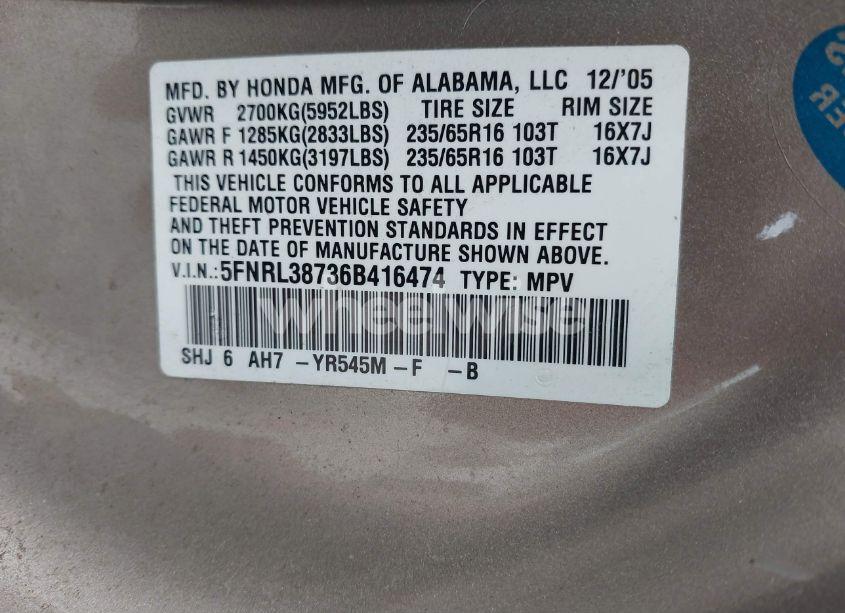 MFD. BY HONDA MFG. OF ALABAMA, LLC 12/'05
GVWR 2700KG(5952LBS) TIRE SIZE RIM SIZE
GAWR F 1285KG(2833LBS) 235/65R16 103T 16X7J
GAWR R 1450KG(3197LBS) 235/65R16 103T 16X7J
THIS VEHICLE CONFORMS TO ALL APPLICABLE
FEDERAL MOTOR VEHICLE SAFETY
AND THEFT PREVENTION STANDARDS IN EFFECT
ON THE DATE OF MANUFACTURE SHOWN ABOVE.
V.I.N.:5FNRL38736B416474 TYPE: MPV
wheelwise
SHJ 6 AH7 -YR545M -F -B